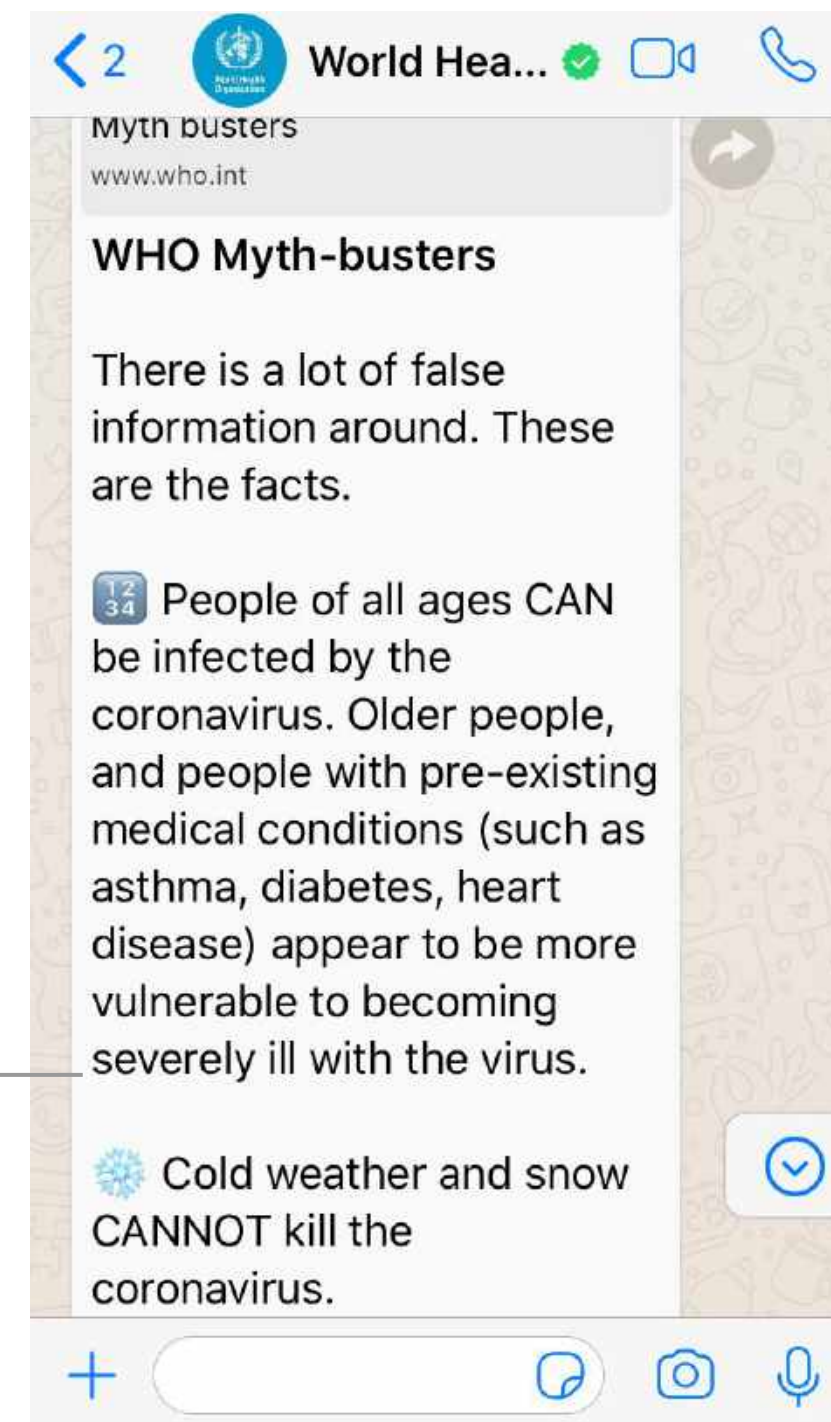 2
World Hea...
World Health
Organization
Myth busters
www.who.int
WHO Myth-busters
There is a lot of false
information around. These
are the facts.
🔢 People of all ages CAN
be infected by the
coronavirus. Older people,
and people with pre-existing
medical conditions (such as
asthma, diabetes, heart
disease) appear to be more
vulnerable to becoming
severely ill with the virus.
❄️ Cold weather and snow
CANNOT kill the
coronavirus.